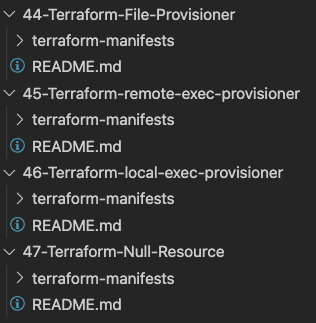 44-Terraform-File-Provisioner
terraform-manifests
README.md
45-Terraform-remote-exec-provisioner
terraform-manifests
README.md
46-Terraform-local-exec-provisioner
terraform-manifests
README.md
47-Terraform-Null-Resource
terraform-manifests
README.md